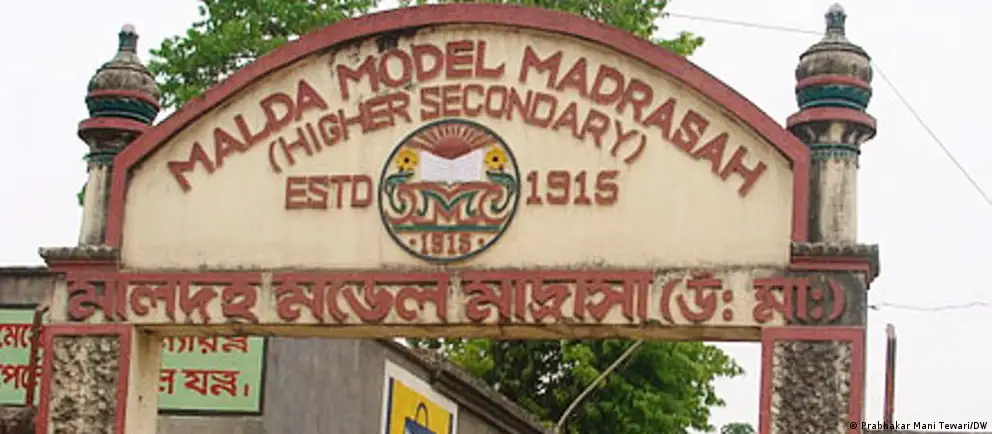 MALDA MODEL MADRASAH
(HIGHER SECONDARY)
ESTD 1915
1915
মালদহ মডেল মাদ্রাসা (উ: মা:)
যত্ন।
© Prabhakar Mani Tewari/DW